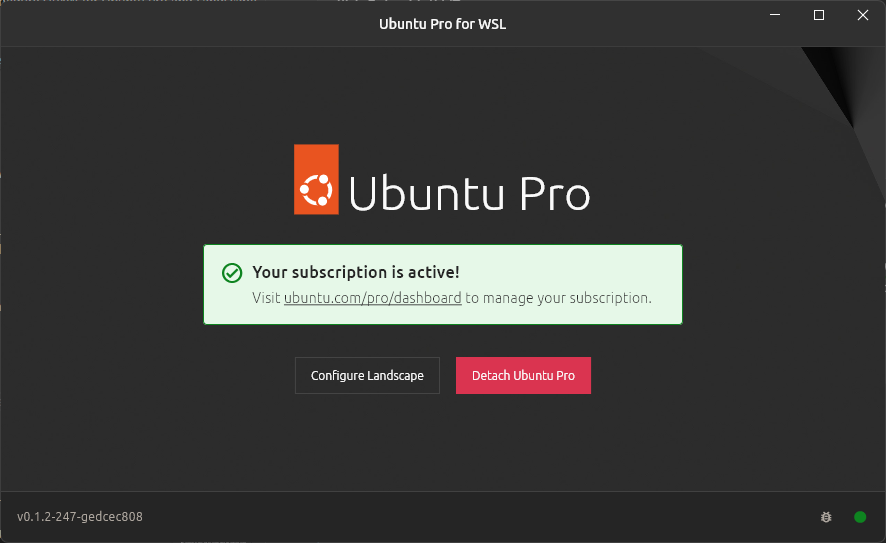 Ubuntu Pro for WSL
Ubuntu Pro
Your subscription is active!
Visit ubuntu.com/pro/dashboard to manage your subscription.
Configure Landscape
Detach Ubuntu Pro
v0.1.2-247-gedcec808